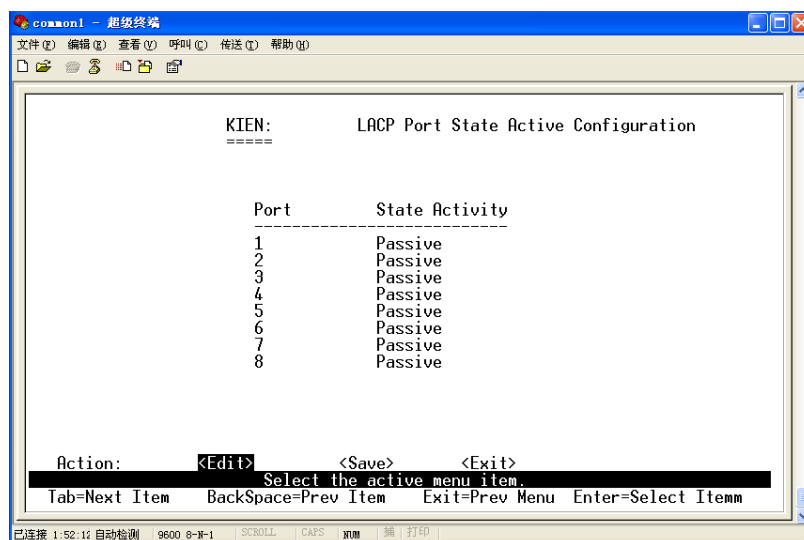 common1 - 超级终端
文件(F) 编辑(E) 查看(V) 呼叫(C) 传送(T) 帮助(H)
KIEN: LACP Port State Active Configuration
=====
Port State Activity
---------------------------
1 Passive
2 Passive
3 Passive
4 Passive
5 Passive
6 Passive
7 Passive
8 Passive
Action: <Edit> <Save> <Exit>
Select the active menu item.
Tab=Next Item BackSpace=Prev Item Exit=Prev Menu Enter=Select Itemm
已连接 1:52:12 自动检测 9600 8-N-1 SCROLL CAPS NUM 捕 打印